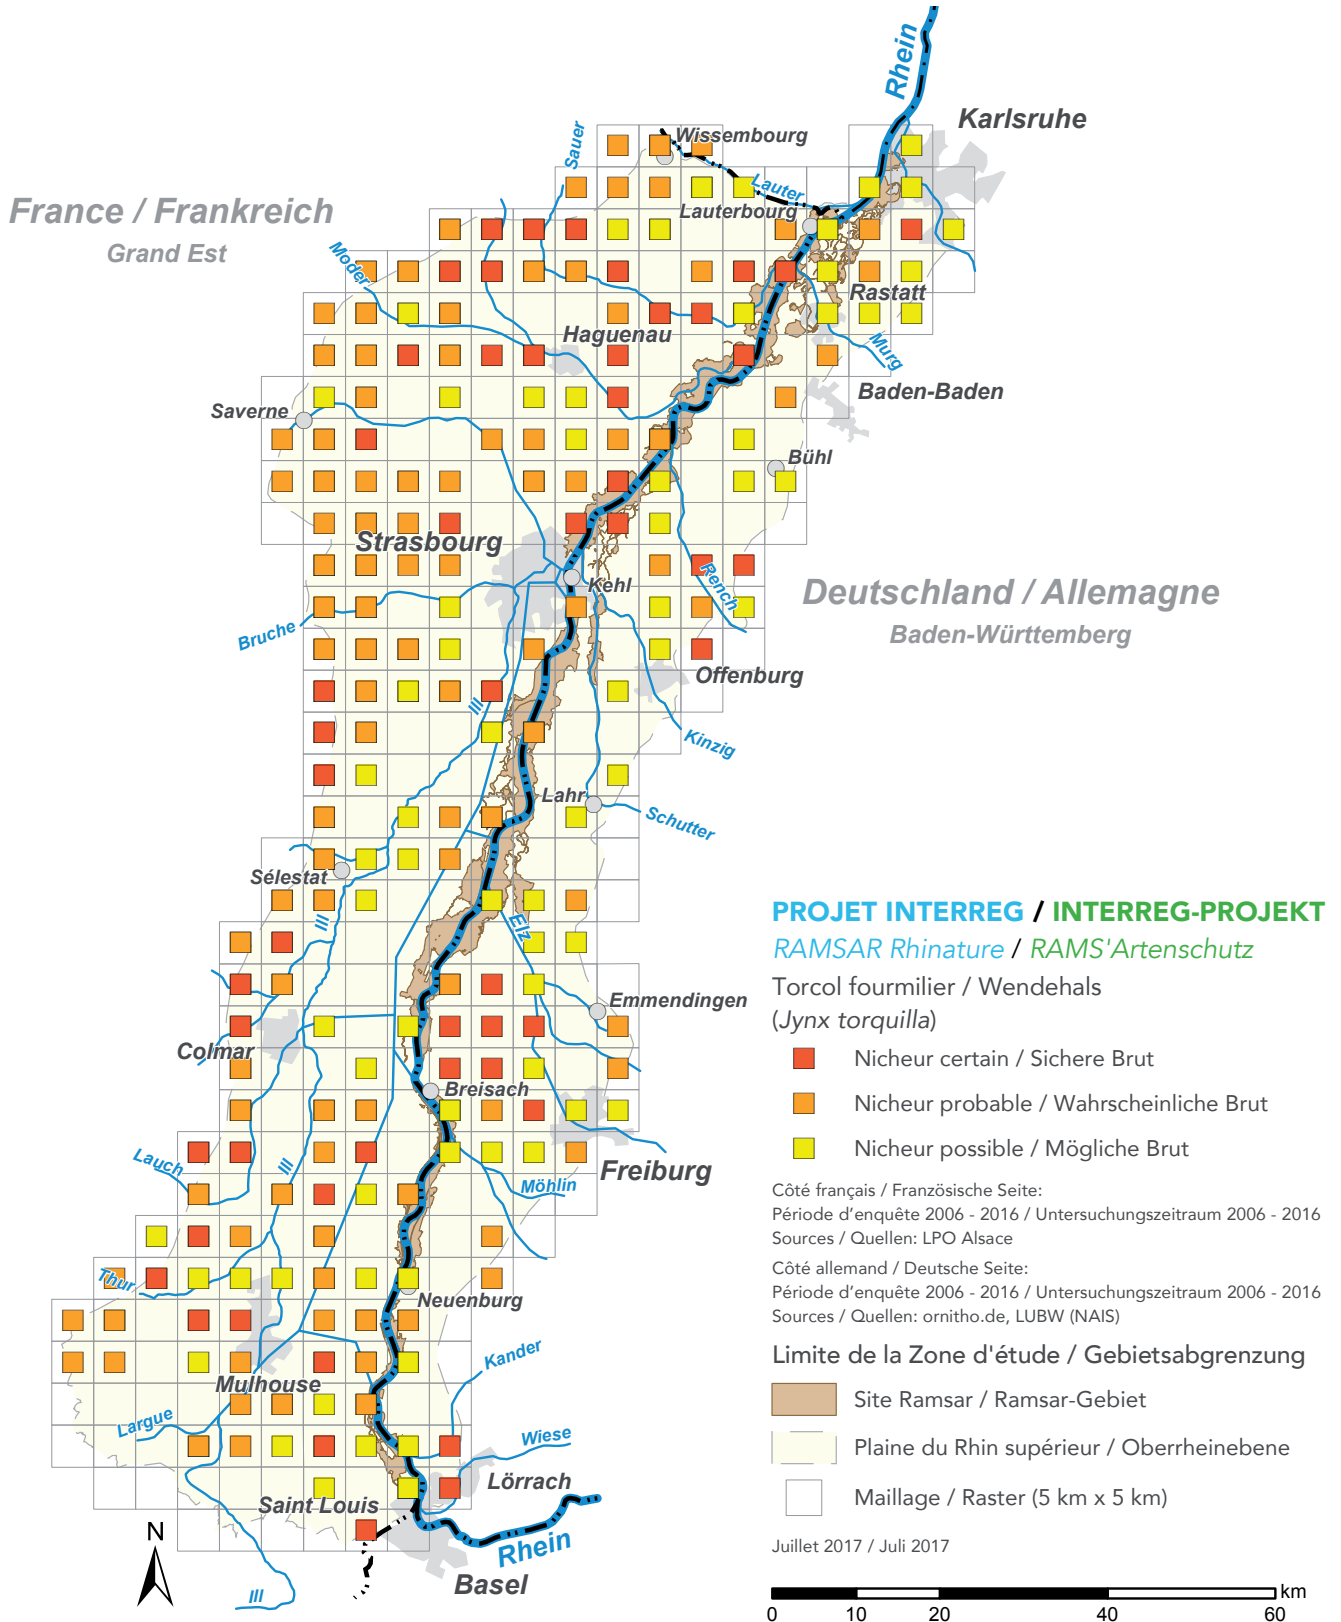 Rhein
Karlsruhe
Wissembourg
Sauer
Lauter
Lauterbourg
France / Frankreich
Grand Est
Moder
Rastatt
Haguenau
Murg
Baden-Baden
Saverne
Bühl
Strasbourg
Kehl
Rench
Deutschland / Allemagne
Baden-Württemberg
Bruche
Offenburg
Ill
Kinzig
Lahr
Schutter
Sélestat
Ill
Elz
Emmendingen
Colmar
Breisach
Freiburg
Lauch
Ill
Möhlin
Thur
Neuenburg
Kander
Mulhouse
Largue
Wiese
Lörrach
Saint Louis
N
Rhein
Basel
Ill
PROJET INTERREG / INTERREG-PROJEKT
RAMSAR Rhinature / RAMS'Artenschutz
Torcol fourmilier / Wendehals
(Jynx torquilla)
Nicheur certain / Sichere Brut
Nicheur probable / Wahrscheinliche Brut
Nicheur possible / Mögliche Brut
Côté français / Französische Seite:
Période d'enquête 2006 - 2016 / Untersuchungszeitraum 2006 - 2016
Sources / Quellen: LPO Alsace
Côté allemand / Deutsche Seite:
Période d'enquête 2006 - 2016 / Untersuchungszeitraum 2006 - 2016
Sources / Quellen: ornitho.de, LUBW (NAIS)
Limite de la Zone d'étude / Gebietsabgrenzung
Site Ramsar / Ramsar-Gebiet
Plaine du Rhin supérieur / Oberrheinebene
Maillage / Raster (5 km x 5 km)
Juillet 2017 / Juli 2017
km
0 10 20 40 60